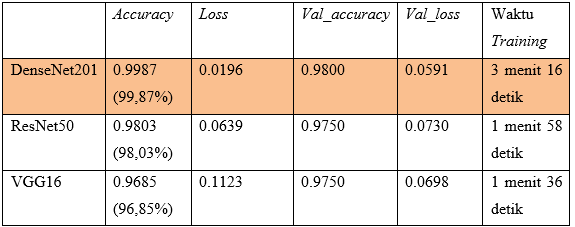 Accuracy Loss Val_accuracy Val_loss Waktu
Training
DenseNet201 0.9987 0.0196 0.9800 0.0591 3 menit 16
(99,87%) detik
ResNet50 0.9803 0.0639 0.9750 0.0730 1 menit 58
(98,03%) detik
VGG16 0.9685 0.1123 0.9750 0.0698 1 menit 36
(96,85%) detik